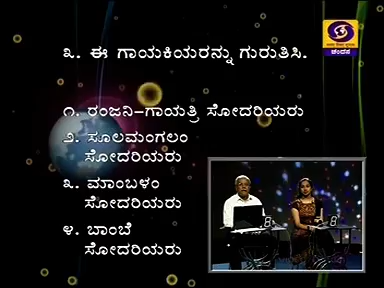 ೩. ಈ ಗಾಯಕಿಯರನ್ನು ಗುರುತಿಸಿ.
೧. ರಂಜನಿ–ಗಾಯತ್ರಿ ಸೋದರಿಯರು
೨. ಸೂಲಮಂಗಲಂ
ಸೋದರಿಯರು
೩. ಮಾಂಬಳಂ
ಸೋದರಿಯರು
೪. ಬಾಂಬೆ
ಸೋದರಿಯರು
ಚಂದನ